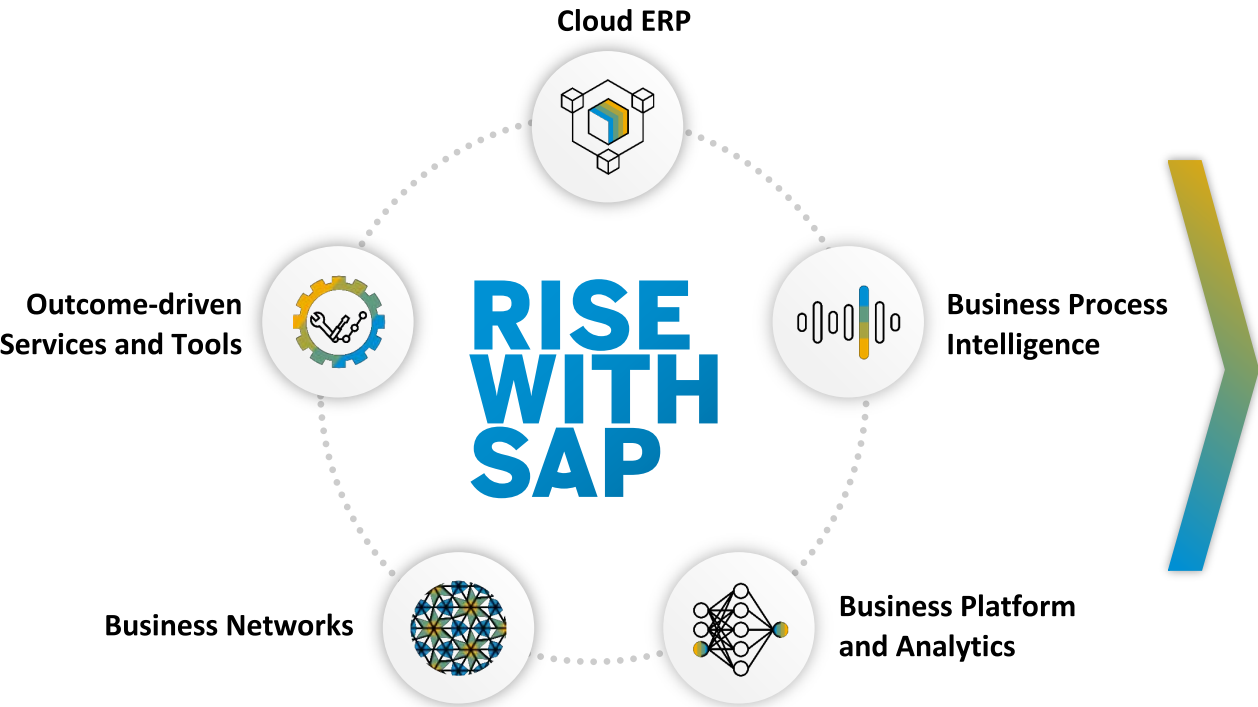 Cloud ERP
Outcome-driven
Services and Tools
RISE
WITH
SAP
Business Process
Intelligence
Business Networks
Business Platform
and Analytics